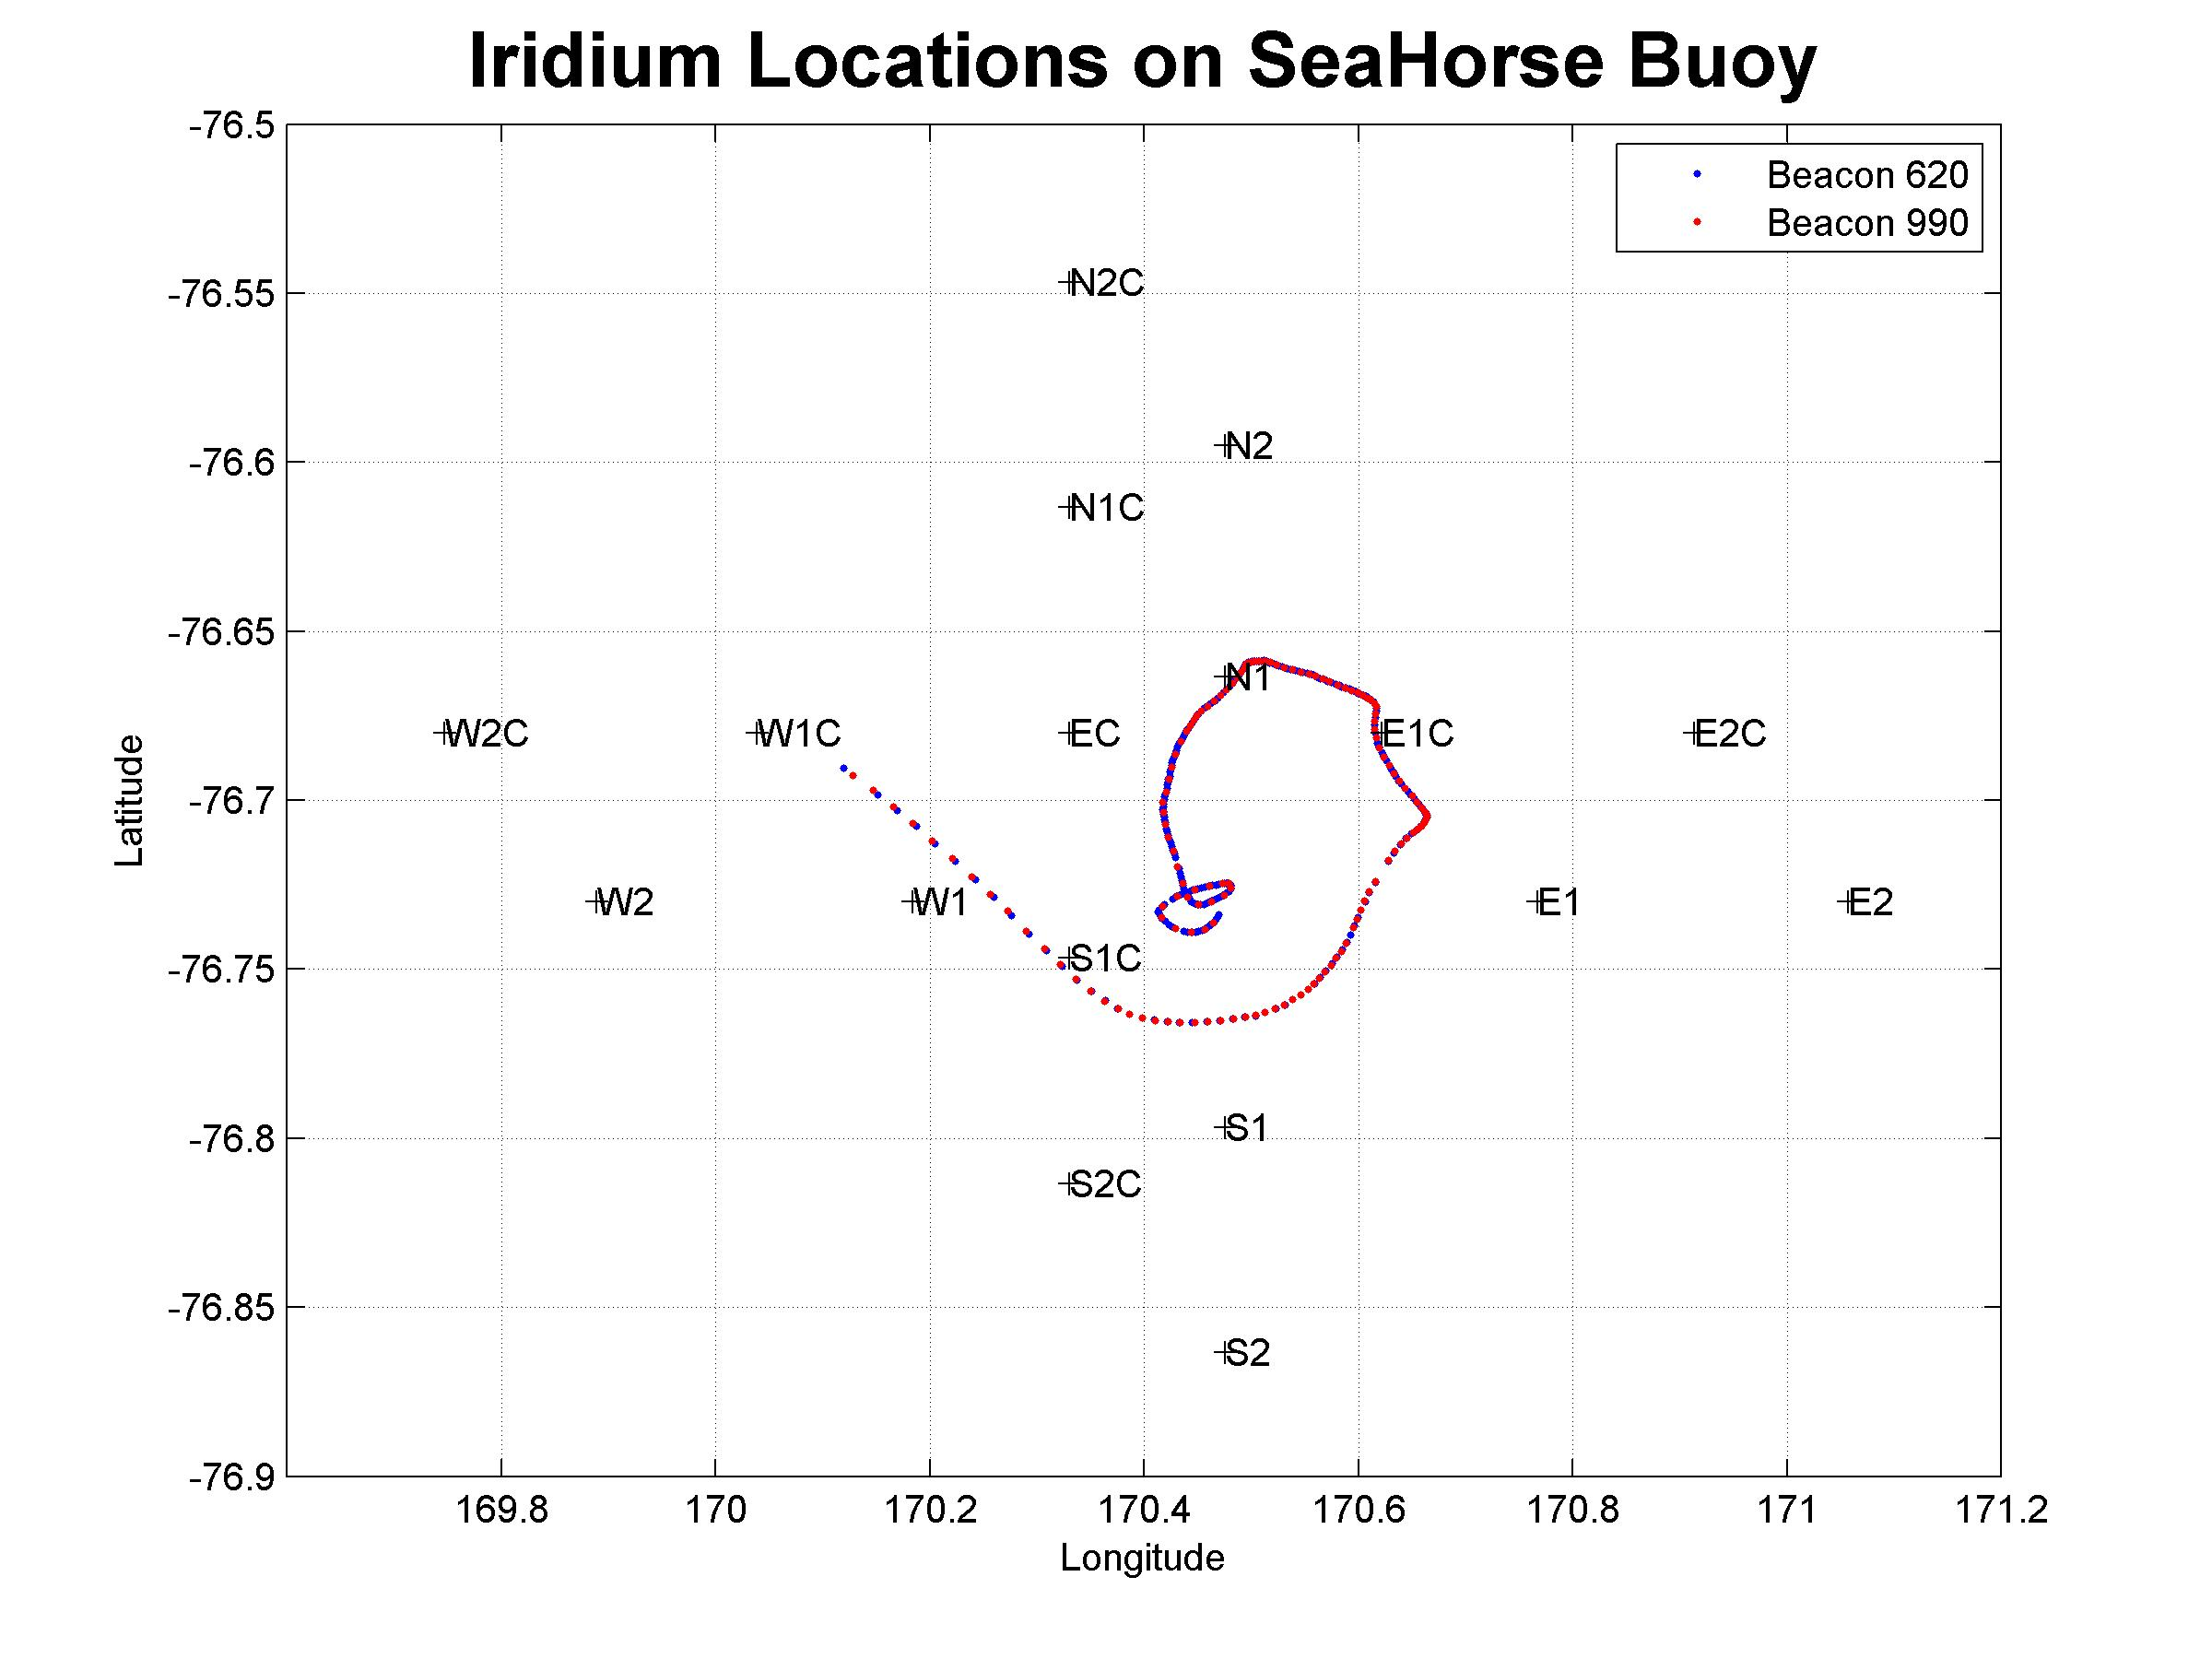 Iridium Locations on SeaHorse Buoy
Beacon 620
Beacon 990
-76.5
-76.55
-76.6
-76.65
-76.7
-76.75
-76.8
-76.85
-76.9
Latitude
N2C
N2
N1C
N1
W2C
W1C
EC
E1C
E2C
W2
W1
E1
E2
S1C
S1
S2C
S2
169.8
170
170.2
170.4
170.6
170.8
171
171.2
Longitude